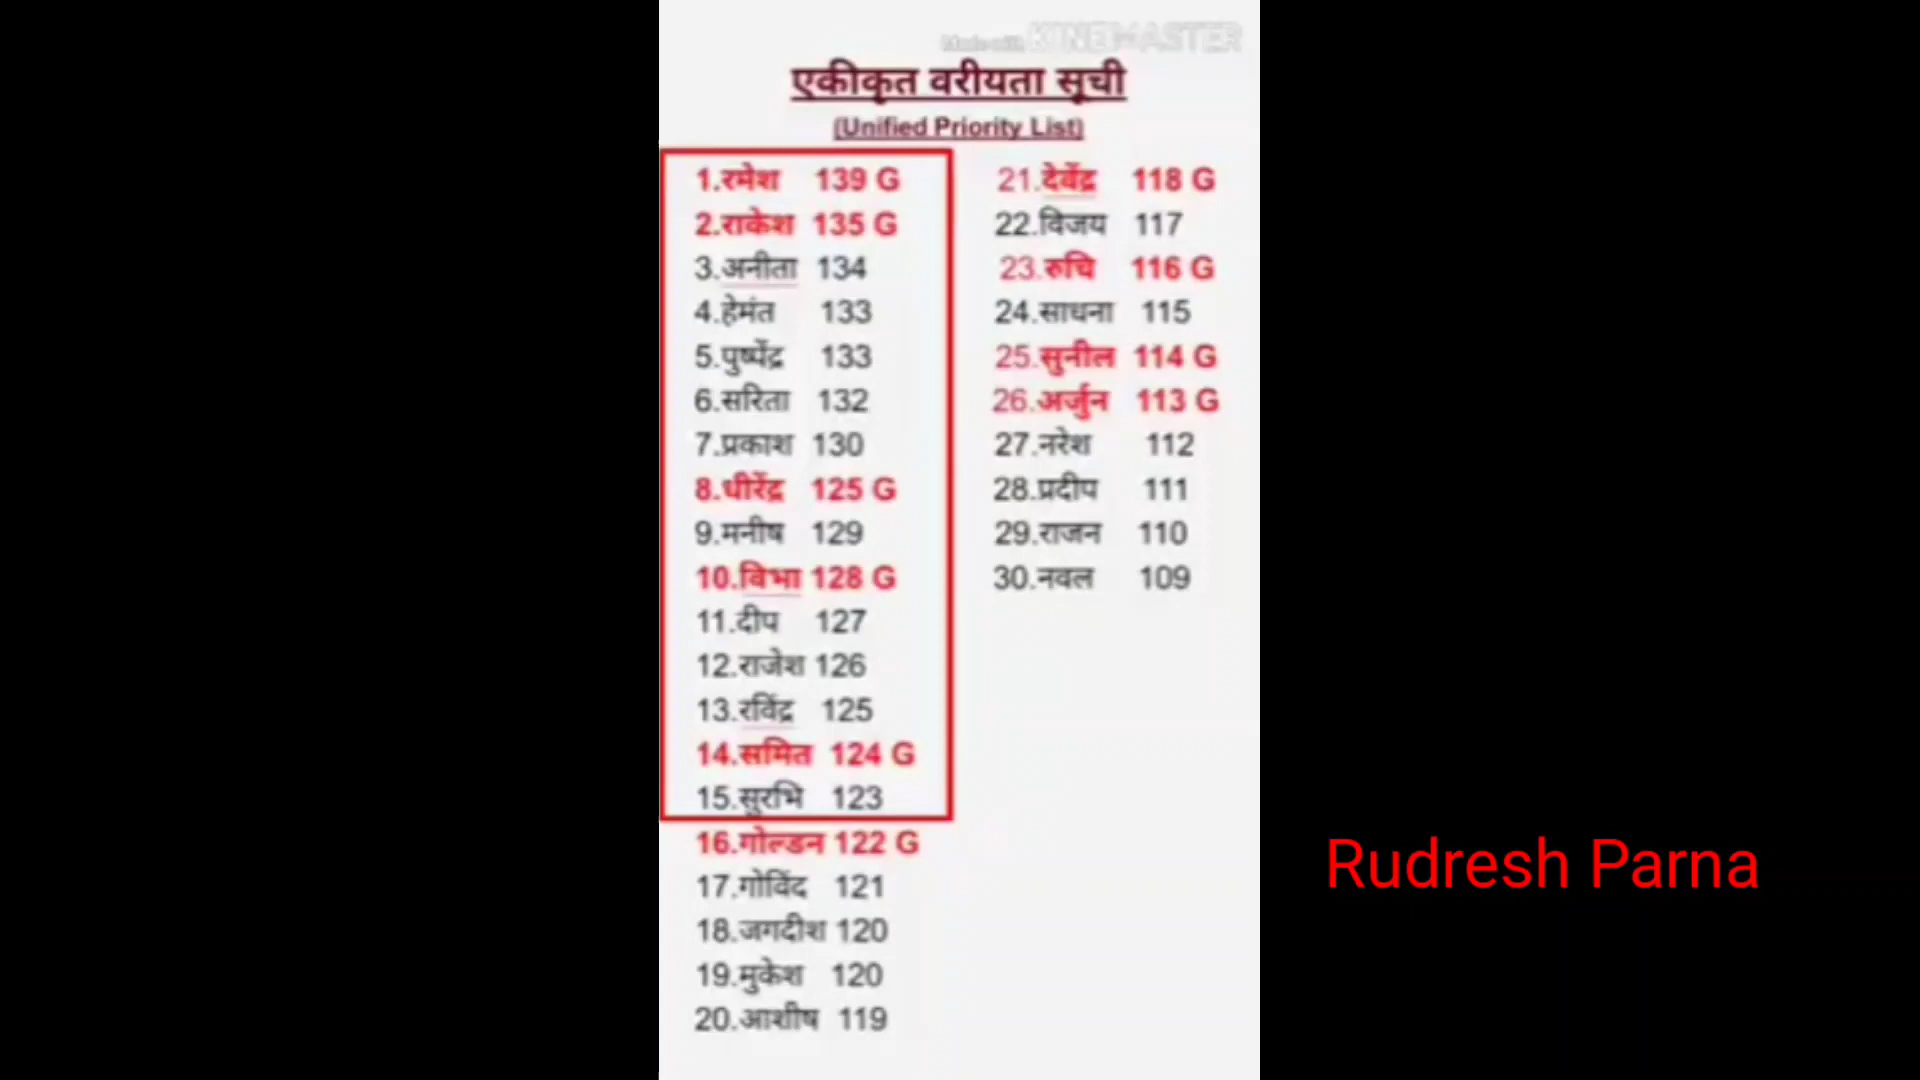 Made with KINEMASTER
एकीकृत वरीयता सूची
(Unified Priority List)
1.रमेश 139 G
2.राकेश 135 G
3.अनीता 134
4.हेमंत 133
5.पुष्पेंद्र 133
6.सरिता 132
7.प्रकाश 130
8.धीरेंद्र 125 G
9.मनीष 129
10.विभा 128 G
11.दीप 127
12.राजेश 126
13.रविंद्र 125
14.समित 124 G
15.सुरभि 123
16.गोल्डन 122 G
17.गोविंद 121
18.जगदीश 120
19.मुकेश 120
20.आशीष 119
21.देवेंद्र 118 G
22.विजय 117
23.रुचि 116 G
24.साधना 115
25.सुनील 114 G
26.अर्जुन 113 G
27.नरेश 112
28.प्रदीप 111
29.राजन 110
30.नवल 109
Rudresh Parna